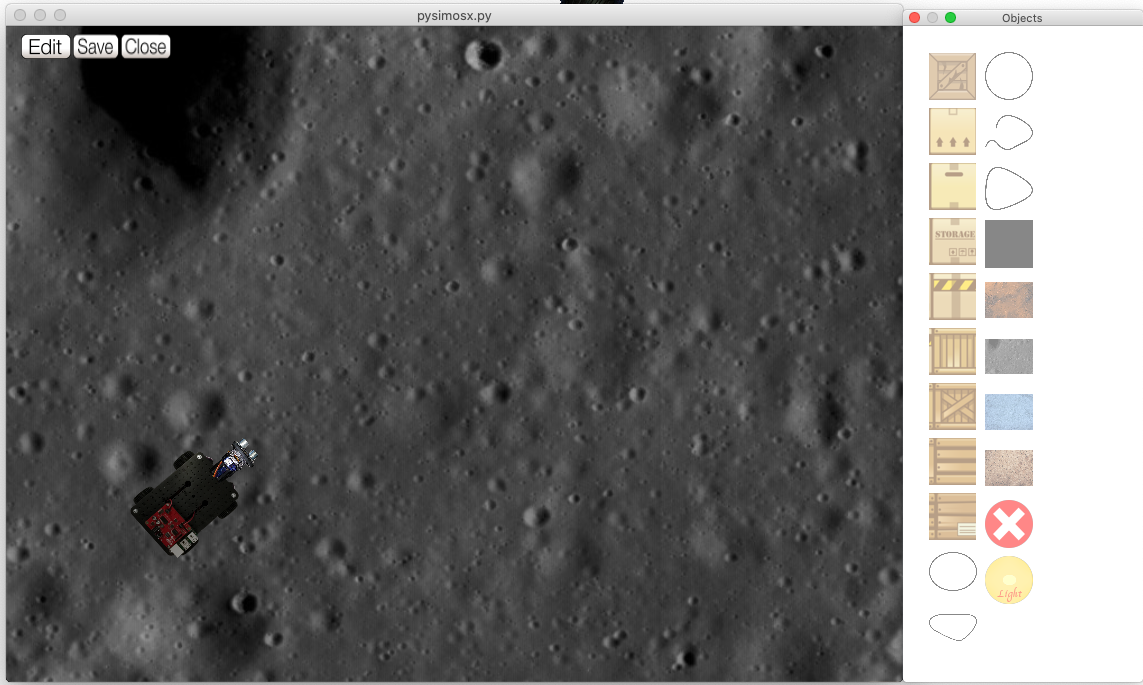 pysimosx.py
Edit Save Close
Objects
STORAGE
Light